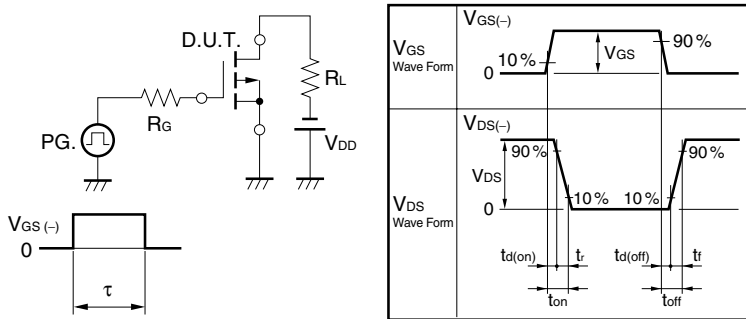 D.U.T.
RL
RG
PG.
VDD
VGS (−)
0
τ
VGS
Wave Form
VGS(−)
10 %
90 %
VGS
0
VDS
Wave Form
VDS(−)
90 %
90 %
VDS
10 %
10 %
0
td(on) tr td(off) tf
ton toff